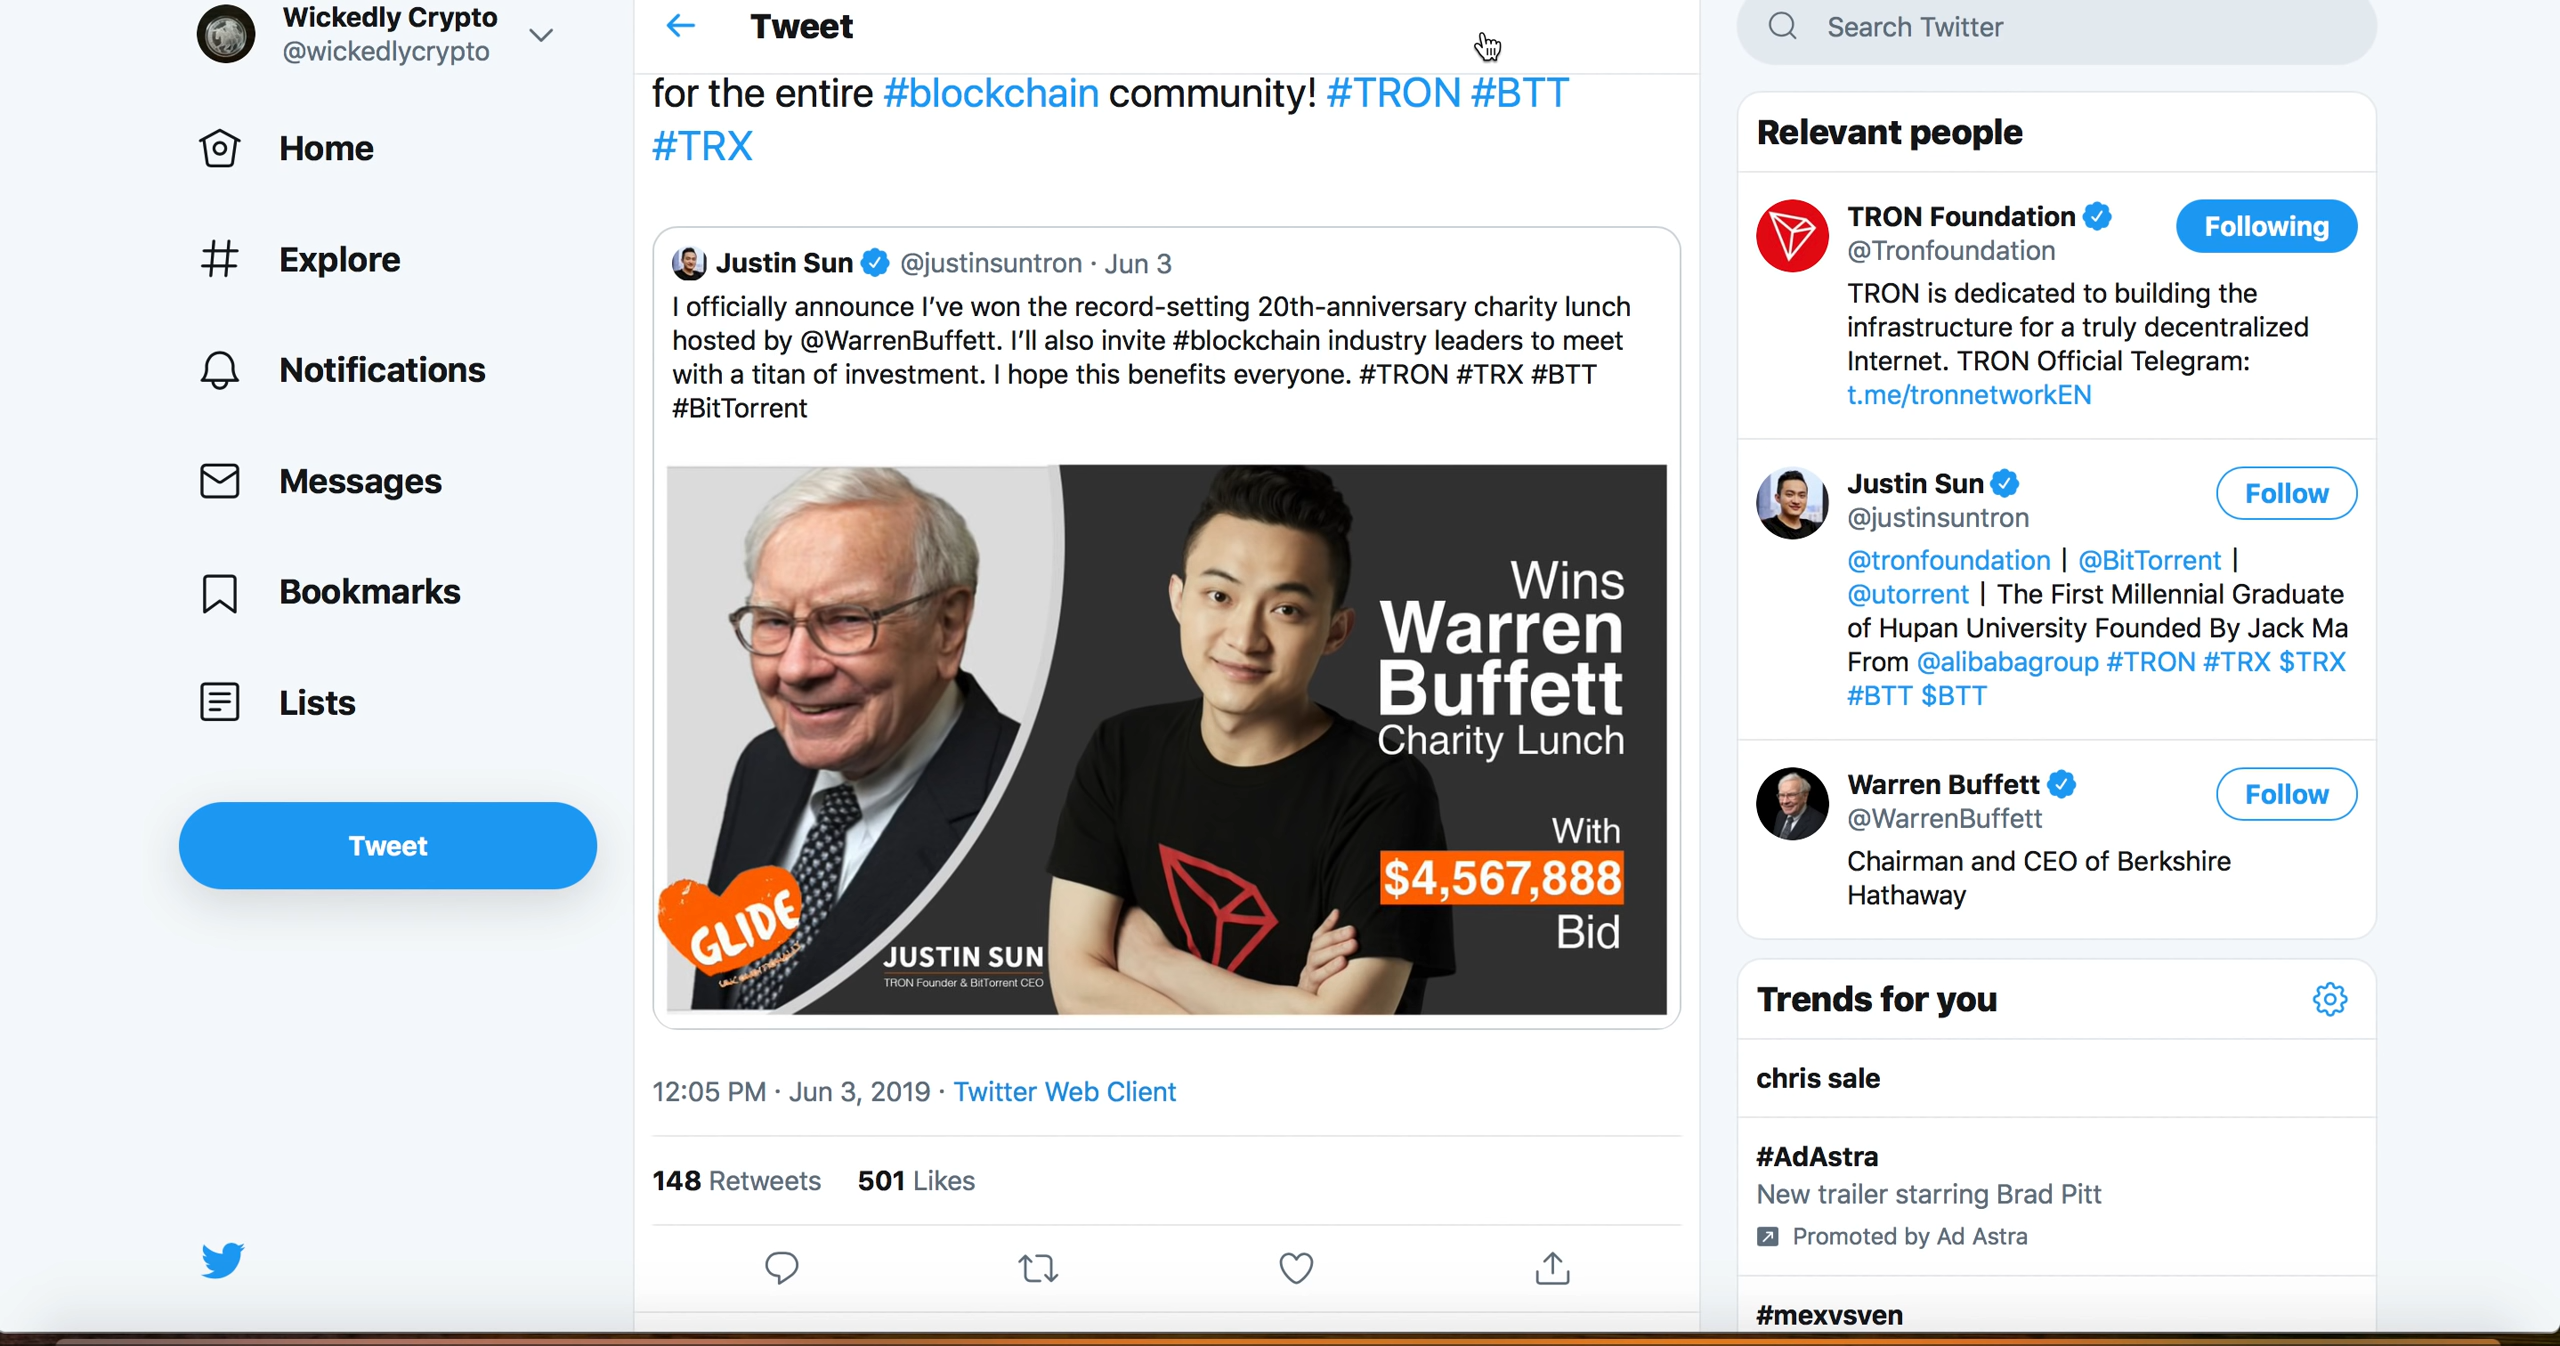 Wickedly Crypto
@wickedlycrypto
Home
Explore
Notifications
Messages
Bookmarks
Lists
Tweet
Tweet
for the entire #blockchain community! #TRON #BTT
#TRX
Justin Sun @justinsuntron · Jun 3
I officially announce I've won the record-setting 20th-anniversary charity lunch
hosted by @WarrenBuffett. I'll also invite #blockchain industry leaders to meet
with a titan of investment. I hope this benefits everyone. #TRON #TRX #BTT
#BitTorrent
Wins
Warren
Buffett
Charity Lunch
With
$4,567,888
Bid
GLIDE
JUSTIN SUN
TRON Founder & BitTorrent CEO
12:05 PM · Jun 3, 2019 · Twitter Web Client
148 Retweets 501 Likes
Search Twitter
Relevant people
TRON Foundation
@Tronfoundation
Following
TRON is dedicated to building the
infrastructure for a truly decentralized
Internet. TRON Official Telegram:
t.me/tronnetworkEN
Justin Sun
@justinsuntron
Follow
@tronfoundation | @BitTorrent |
@utorrent | The First Millennial Graduate
of Hupan University Founded By Jack Ma
From @alibabagroup #TRON #TRX $TRX
#BTT $BTT
Warren Buffett
@WarrenBuffett
Follow
Chairman and CEO of Berkshire
Hathaway
Trends for you
chris sale
#AdAstra
New trailer starring Brad Pitt
Promoted by Ad Astra
#mexvsven